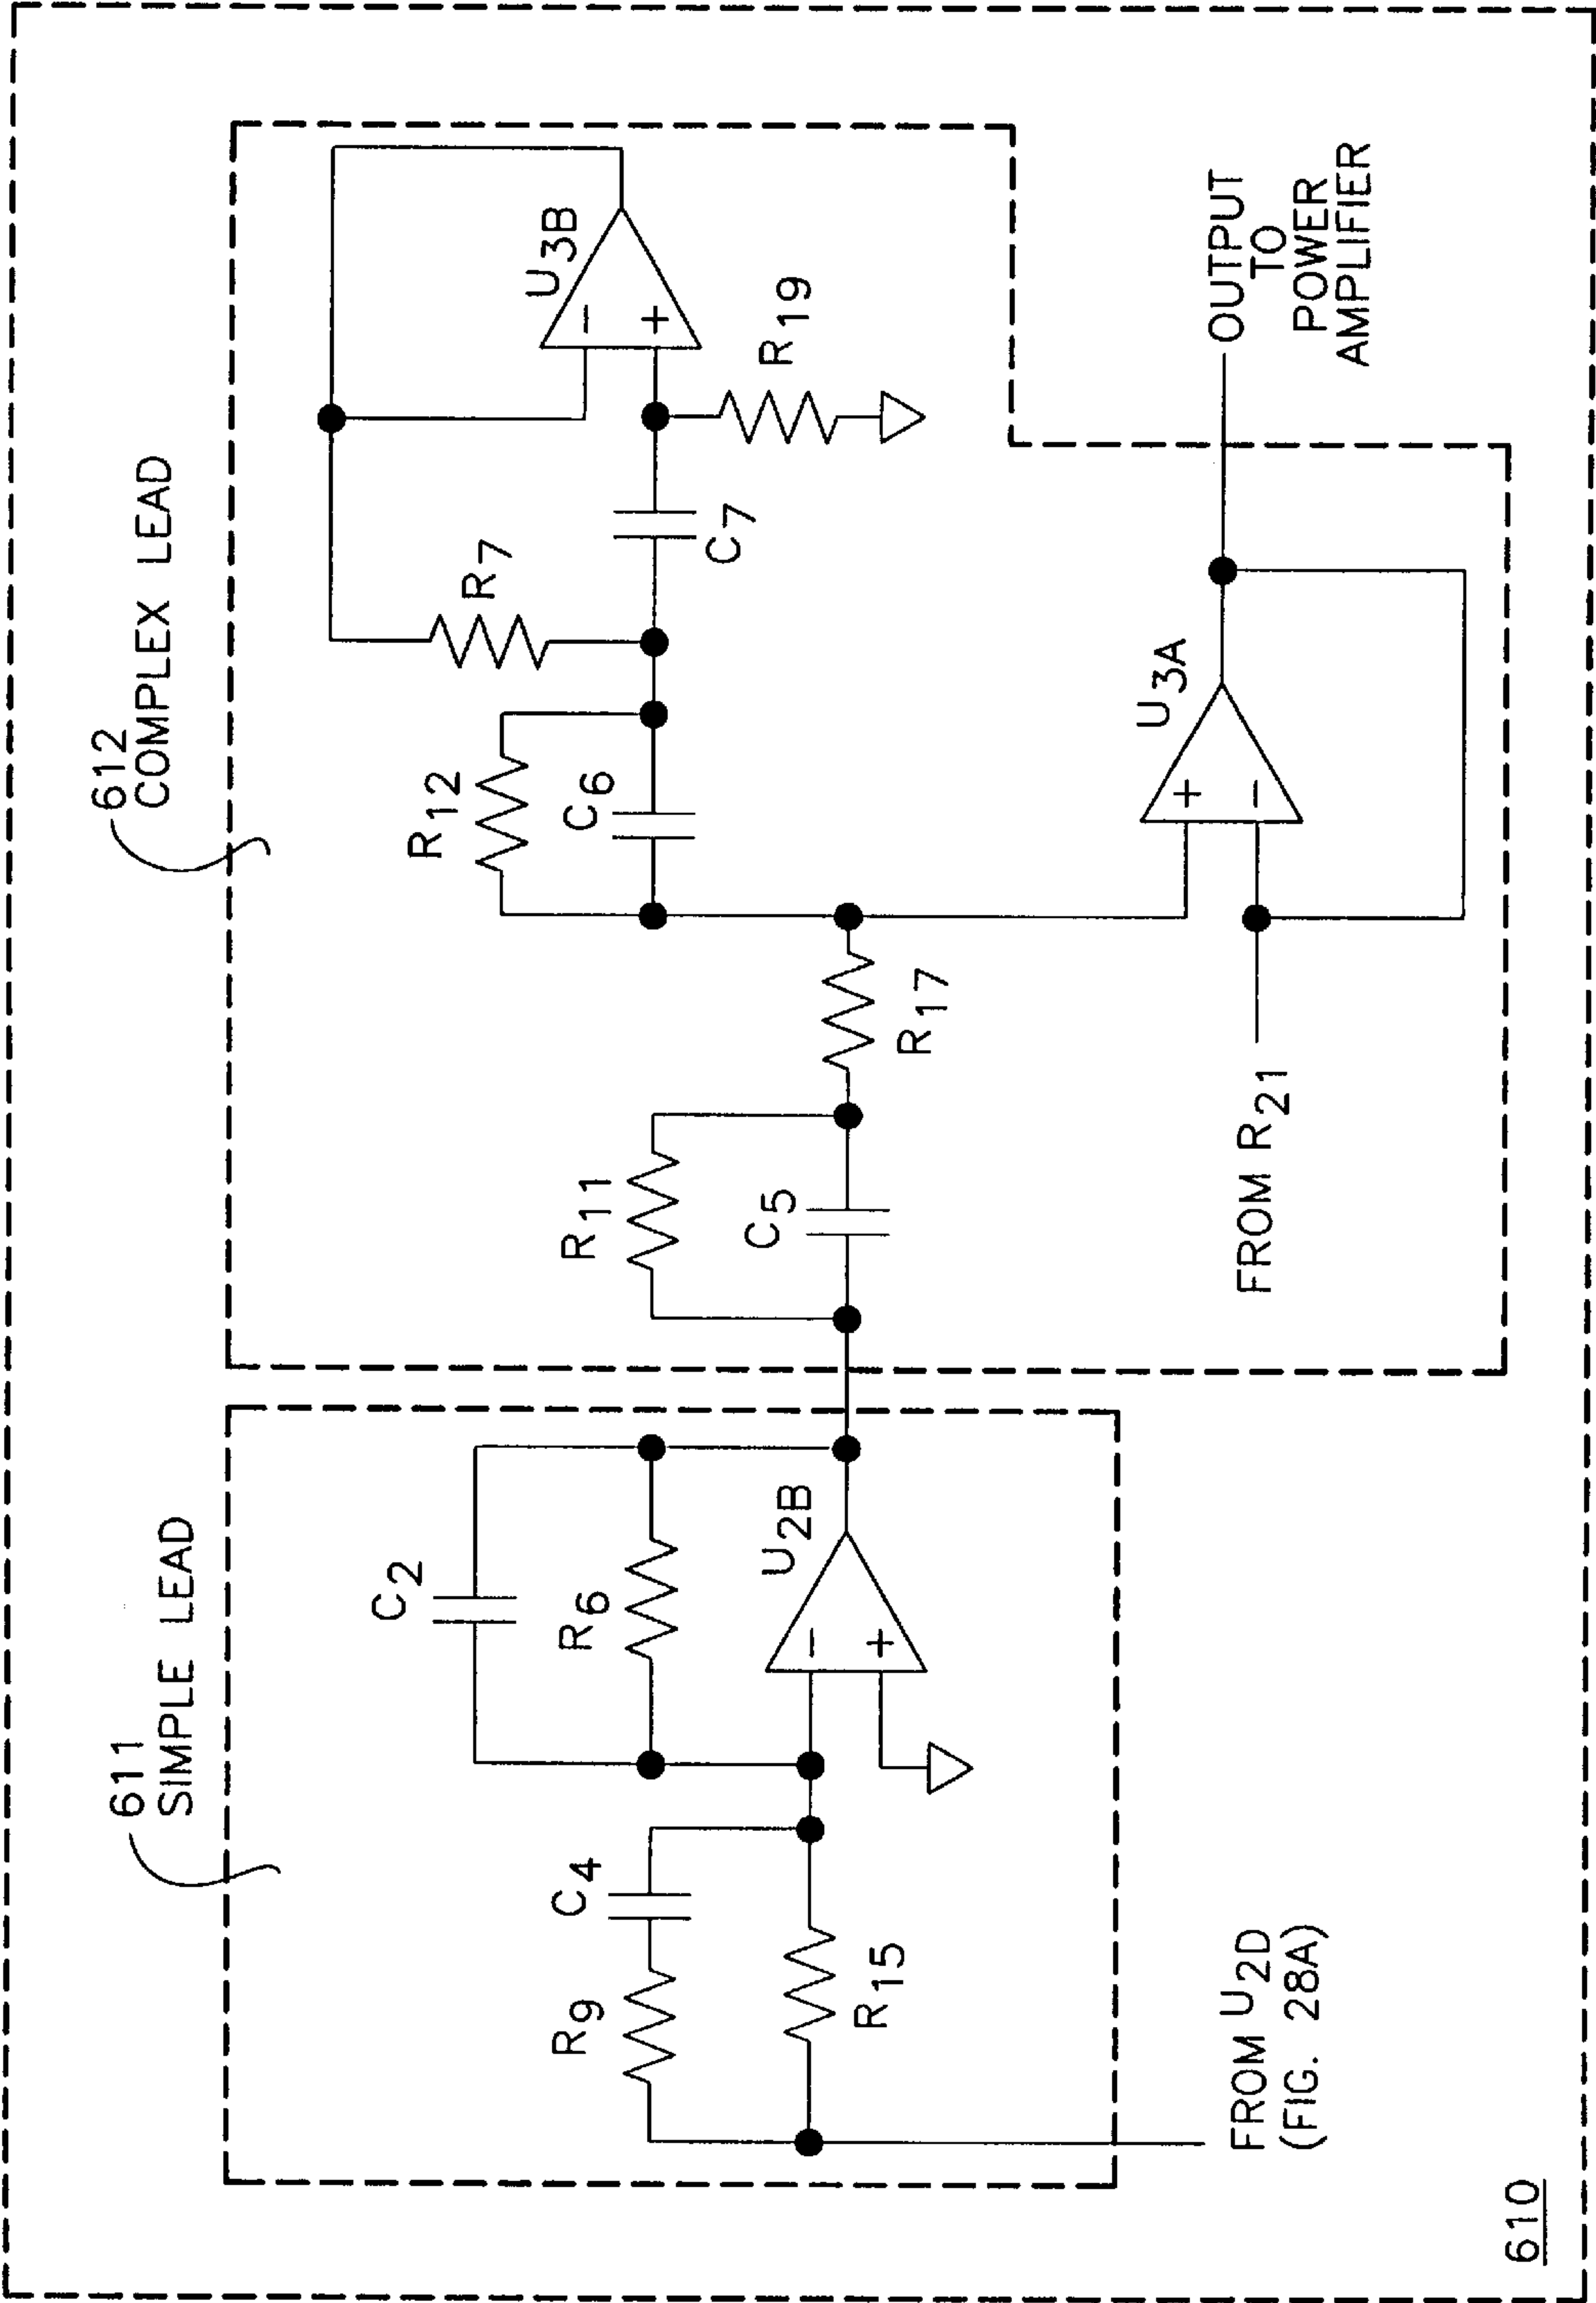 611
SIMPLE LEAD
612
COMPLEX LEAD
C2
R6
R9
C4
R15
U2B
-
+
R11
C5
R17
R12
C6
R7
C7
U3B
-
+
R19
U3A
+
-
FROM R21
OUTPUT
TO
POWER
AMPLIFIER
FROM U2D
(FIG. 28A)
610